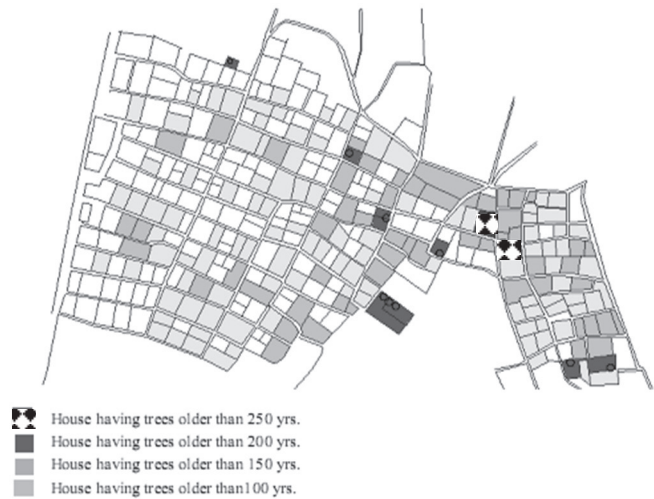 House having trees older than 250 yrs.
House having trees older than 200 yrs.
House having trees older than 150 yrs.
House having trees older than100 yrs.